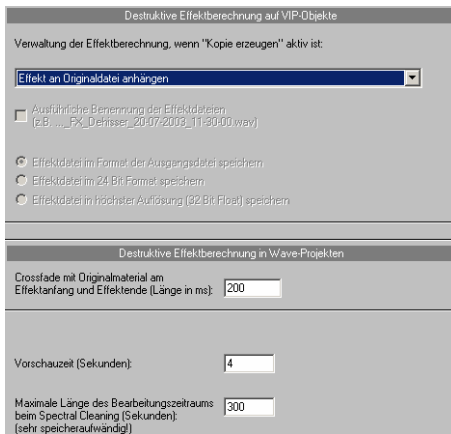 Destruktive Effektberechnung auf VIP-Objekte
Verwaltung der Effektberechnung, wenn "Kopie erzeugen" aktiv ist:
Effekt an Originaldatei anhängen
Ausführliche Benennung der Effektdateien
(z.B. ..._FX_Dehisser_20-07-2003_11-30-00.wav)
Effektdatei im Format der Ausgangsdatei speichern
Effektdatei im 24 Bit Format speichern
Effektdatei in höchster Auflösung (32 Bit Float) speichern
Destruktive Effektberechnung in Wave-Projekten
Crossfade mit Originalmaterial am
Effektanfang und Effektende (Länge in ms): 200
Vorschauzeit (Sekunden): 4
Maximale Länge des Bearbeitungszeitraums
beim Spectral Cleaning (Sekunden): 300
(sehr speicheraufwändig!)